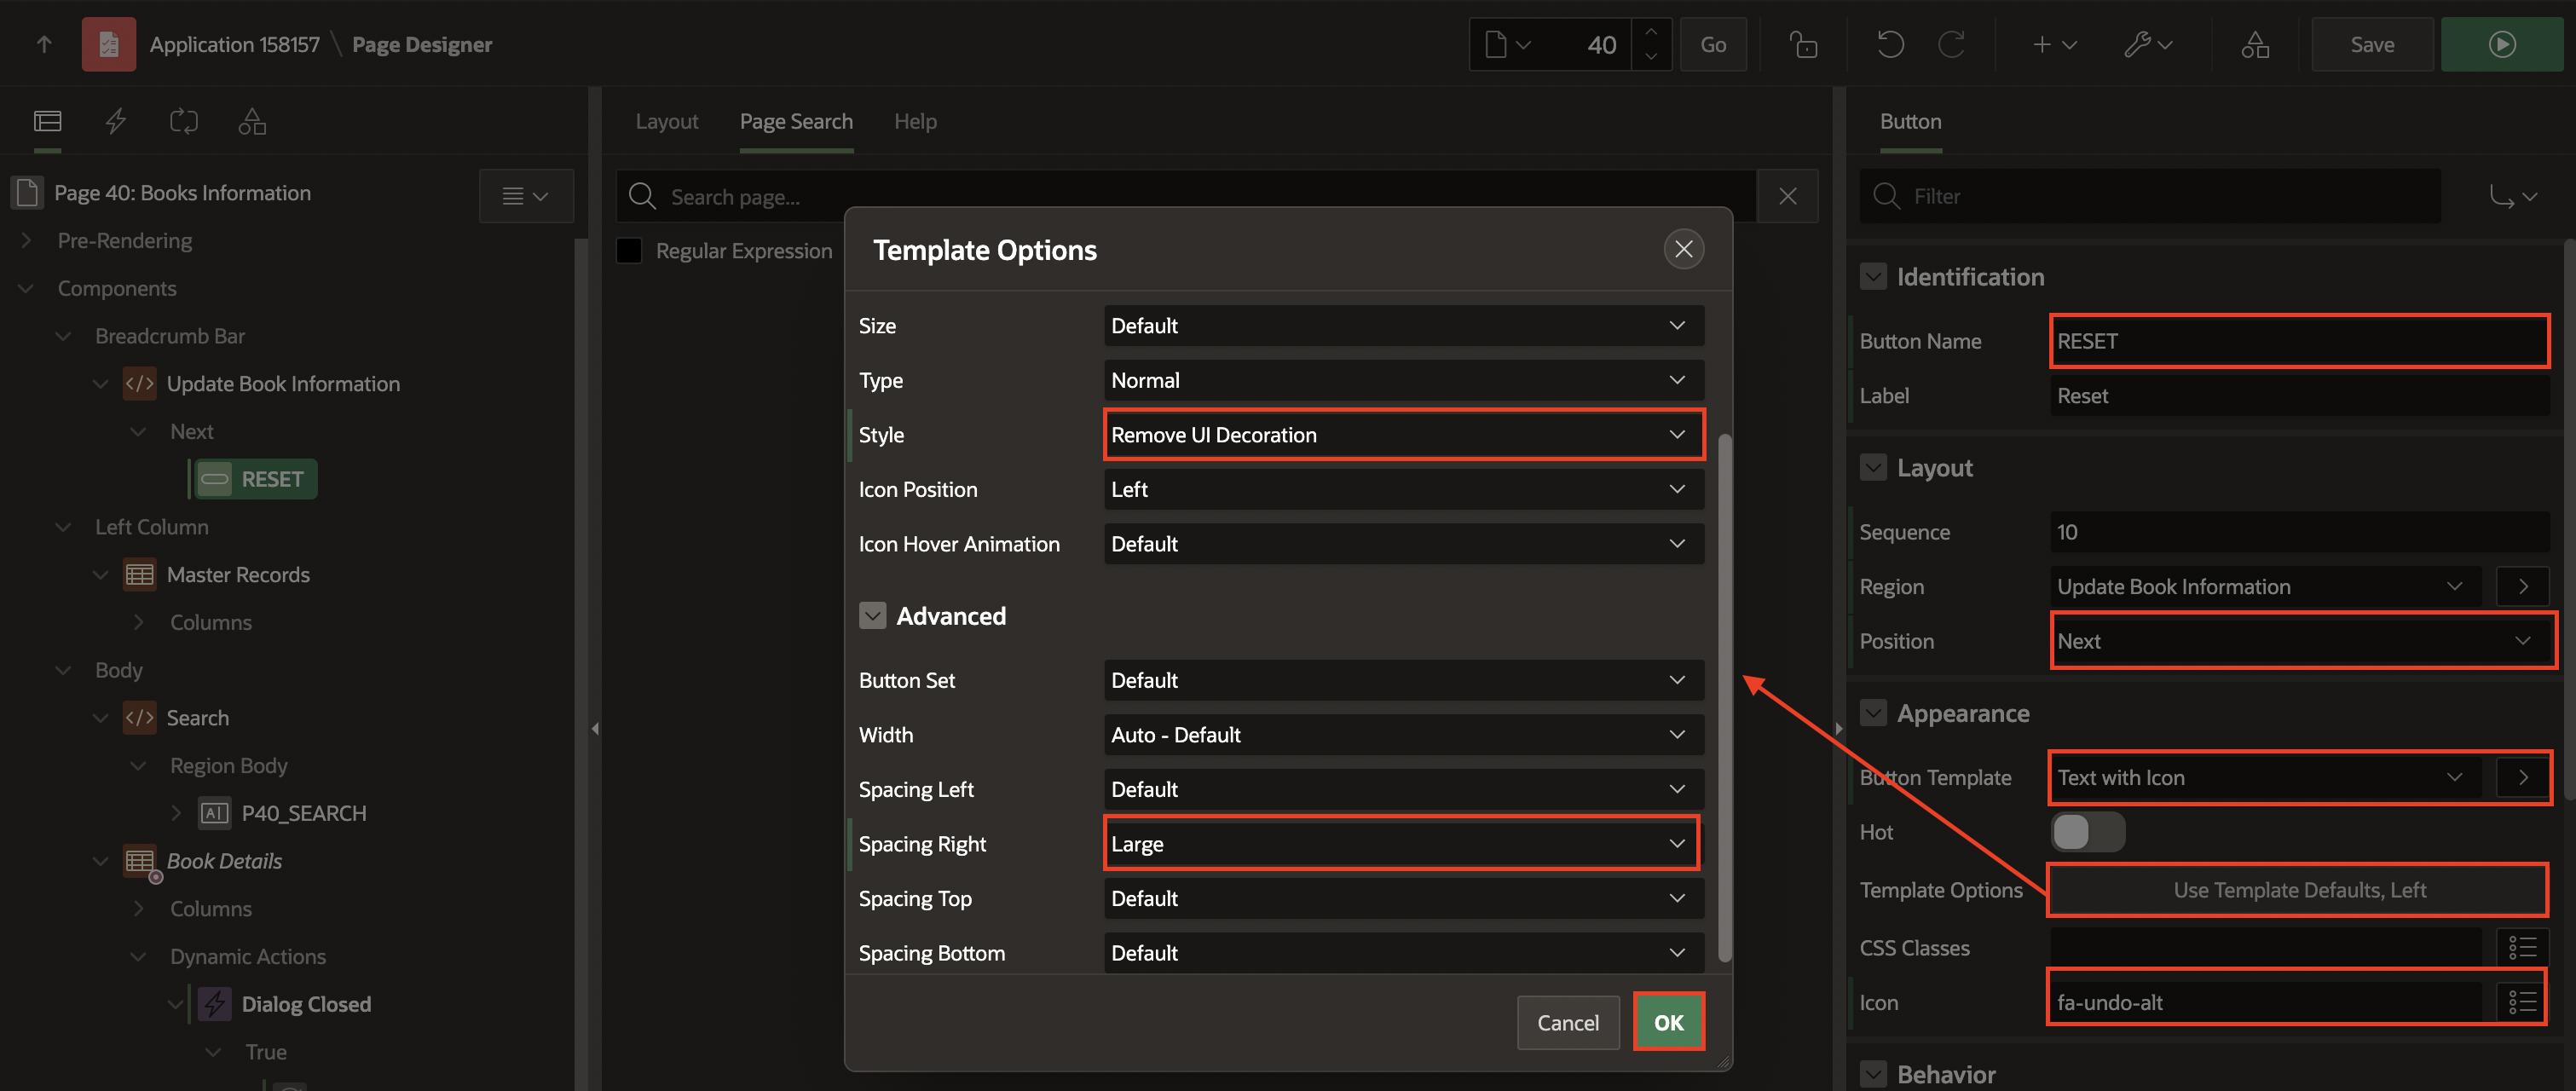 Application 158157 \ Page Designer
40
Go
Save
Layout
Page Search
Help
Button
Page 40: Books Information
Pre-Rendering
Components
Breadcrumb Bar
Update Book Information
Next
RESET
Left Column
Master Records
Columns
Body
Search
Region Body
P40_SEARCH
Book Details
Columns
Dynamic Actions
Dialog Closed
True
Search page...
Regular Expression
Template Options
Size Default
Type Normal
Style Remove UI Decoration
Icon Position Left
Icon Hover Animation Default
Advanced
Button Set Default
Width Auto - Default
Spacing Left Default
Spacing Right Large
Spacing Top Default
Spacing Bottom Default
Cancel
OK
Filter
Identification
Button Name RESET
Label Reset
Layout
Sequence 10
Region Update Book Information
Position Next
Appearance
Button Template Text with Icon
Hot
Template Options Use Template Defaults, Left
CSS Classes
Icon fa-undo-alt
Behavior